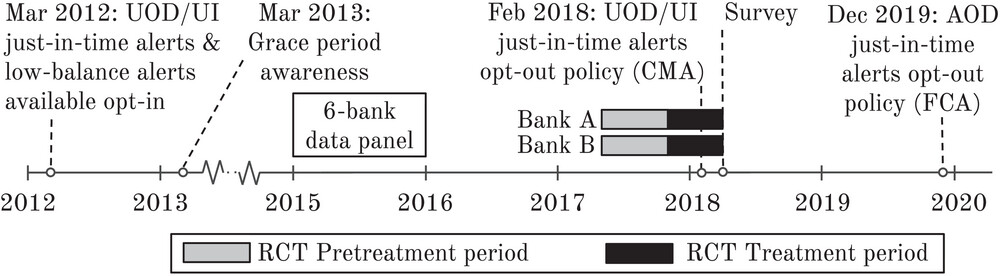 Mar 2012: UOD/UI
just-in-time alerts &
low-balance alerts
available opt-in
Mar 2013:
Grace period
awareness
6-bank
data panel
Feb 2018: UOD/UI
just-in-time alerts
opt-out policy (CMA)
Bank A
Bank B
Survey
Dec 2019: AOD
just-in-time
alerts opt-out
policy (FCA)
2012
2013
2015
2016
2017
2018
2019
2020
RCT Pretreatment period
RCT Treatment period